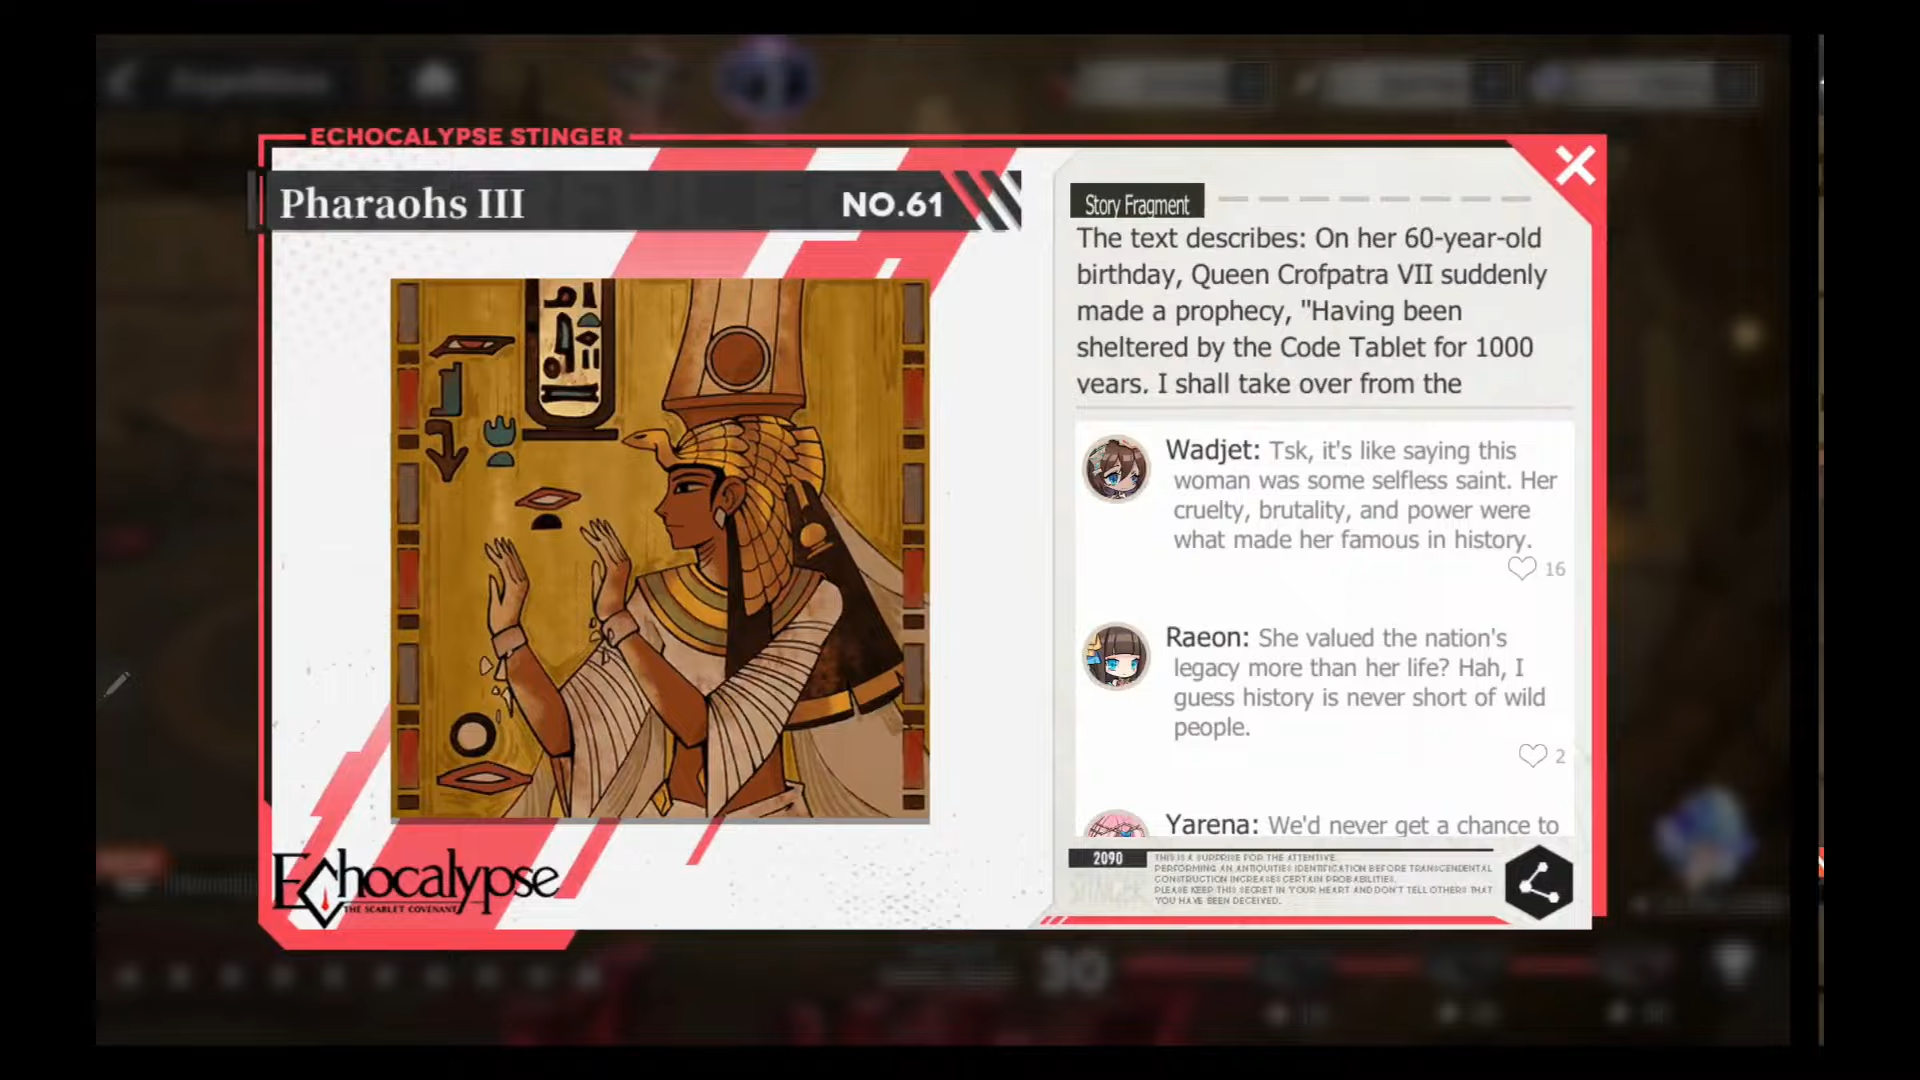 ECHOCALYPSE STINGER
Pharaohs III
NO.61
Story Fragment
The text describes: On her 60-year-old
birthday, Queen Crofpatra VII suddenly
made a prophecy, "Having been
sheltered by the Code Tablet for 1000
years. I shall take over from the
Wadjet: Tsk, it's like saying this
woman was some selfless saint. Her
cruelty, brutality, and power were
what made her famous in history.
16
Raeon: She valued the nation's
legacy more than her life? Hah, I
guess history is never short of wild
people.
2
Yarena: We'd never get a chance to
2090
THIS IS A SURPRISE FOR THE ATTENTIVE.
PERFORMING AN ANTIQUITIES IDENTIFICATION BEFORE TRANSCENDENTAL
CONSTRUCTION INCREASES CERTAIN PROBABILITIES.
PLEASE KEEP THIS SECRET IN YOUR HEART AND DON'T TELL OTHERS THAT
YOU HAVE BEEN DECEIVED.
Echocalypse
THE SCARLET COVENANT
30